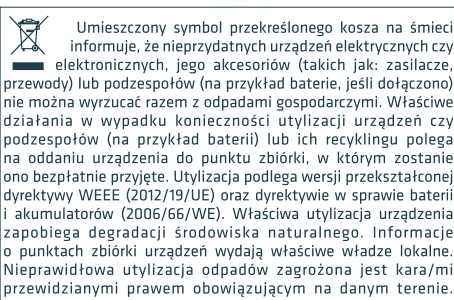 Umieszczony symbol przekreślonego kosza na śmieci
informuje, że nieprzydatnych urządzeń elektrycznych czy
elektronicznych, jego akcesoriów (takich jak: zasilacze,
przewody) lub podzespołów (na przykład baterie, jeśli dołączono)
nie można wyrzucać razem z odpadami gospodarczymi. Właściwe
działania w wypadku konieczności utylizacji urządzeń czy
podzespołów (na przykład baterii) lub ich recyklingu polega
na oddaniu urządzenia do punktu zbiórki, w którym zostanie
ono bezpłatnie przyjęte. Utylizacja podlega wersji przekształconej
dyrektywy WEEE (2012/19/UE) oraz dyrektywie w sprawie baterii
i akumulatorów (2006/66/WE). Właściwa utylizacja urządzenia
zapobiega degradacji środowiska naturalnego. Informacje
o punktach zbiórki urządzeń wydają właściwe władze lokalne.
Nieprawidłowa utylizacja odpadów zagrożona jest kara/mi
przewidzianymi prawem obowiązującym na danym terenie.